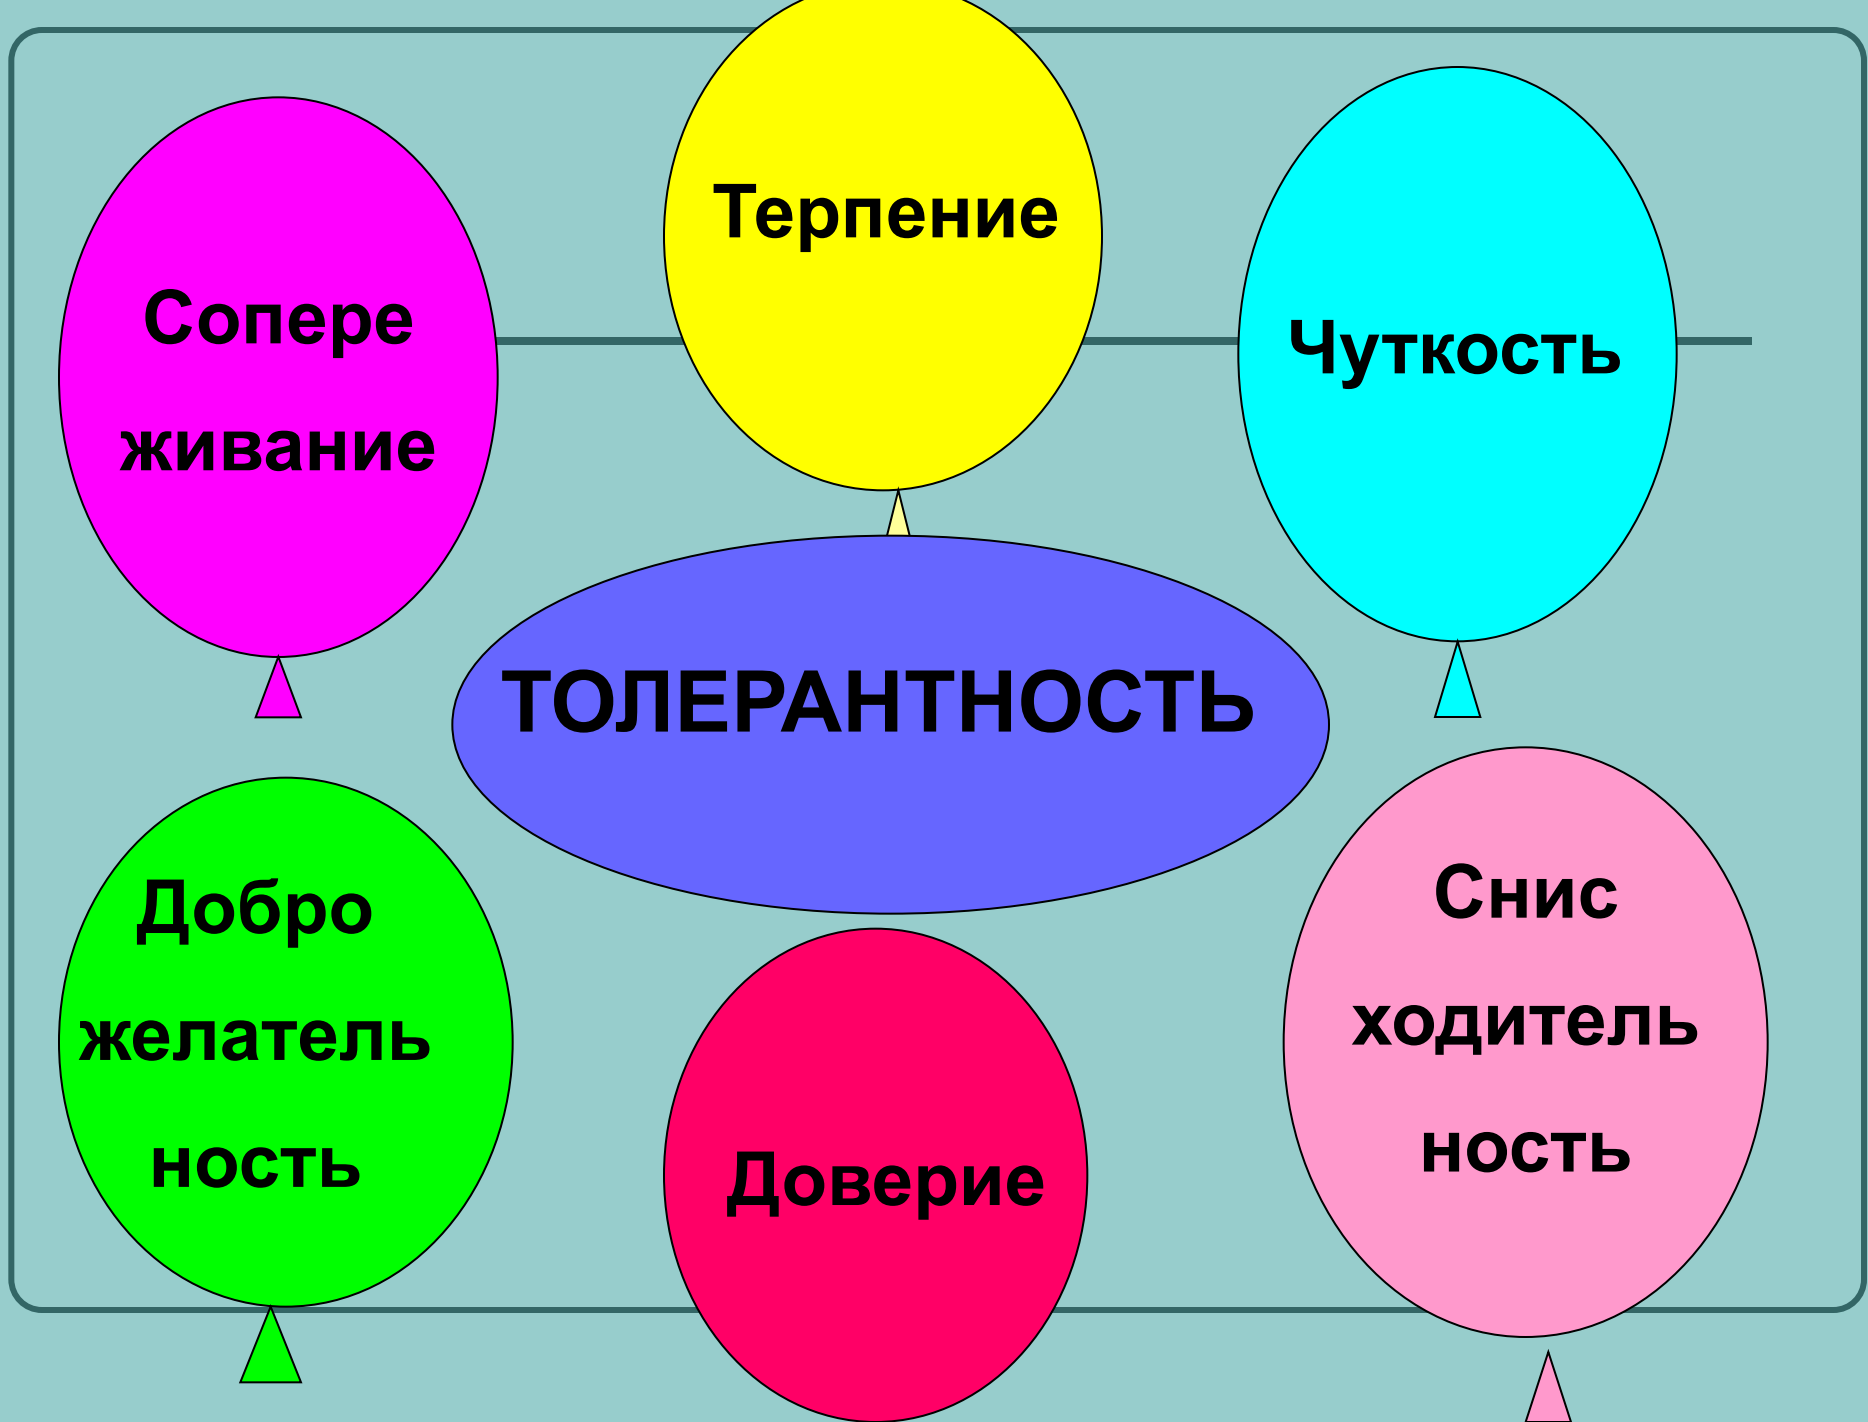 Терпение
Сопере
живание
Чуткость
ТОЛЕРАНТНОСТЬ
Добро
желатель
ность
Доверие
Снис
ходитель
ность